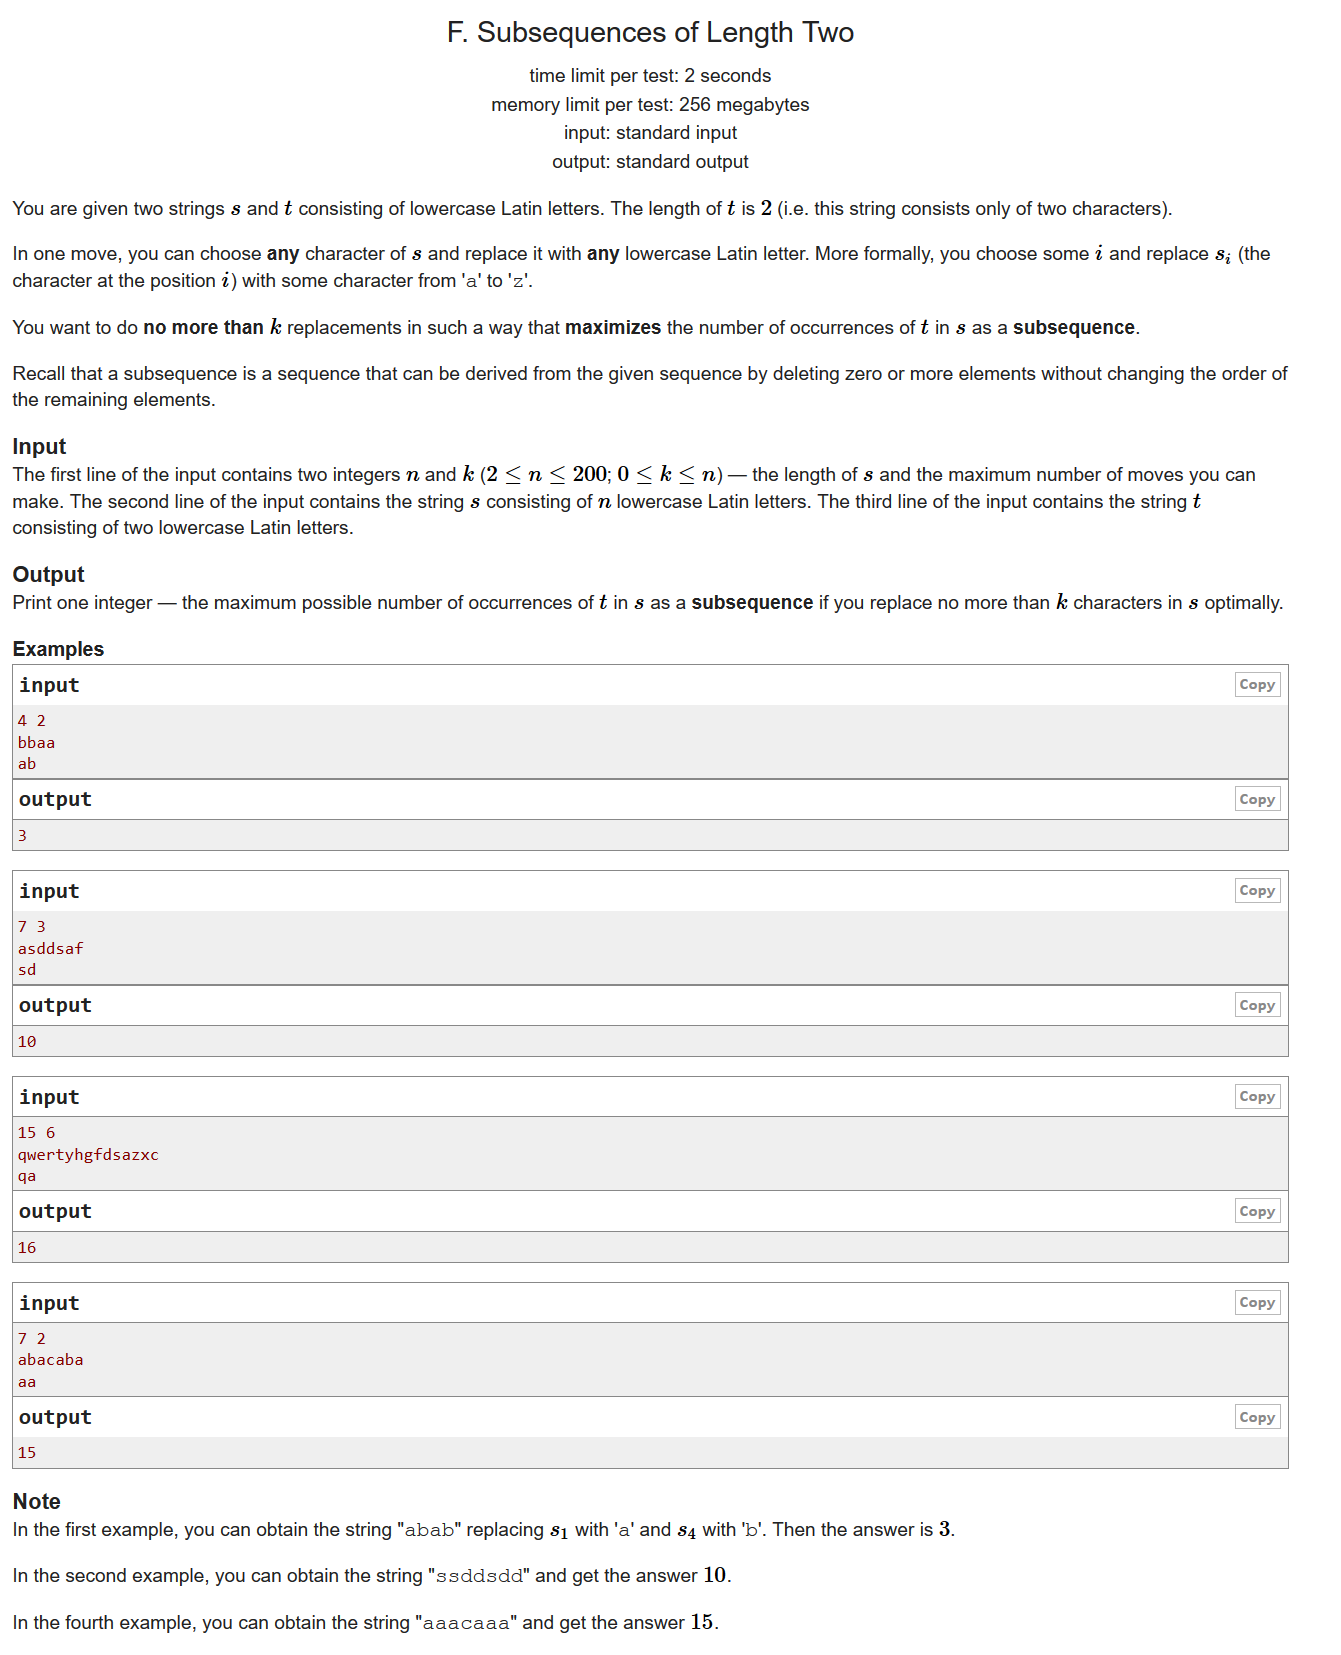 F. Subsequences of Length Two
time limit per test: 2 seconds
memory limit per test: 256 megabytes
input: standard input
output: standard output
You are given two strings s and t consisting of lowercase Latin letters. The length of t is 2 (i.e. this string consists only of two characters).
In one move, you can choose any character of s and replace it with any lowercase Latin letter. More formally, you choose some i and replace s_i (the
character at the position i) with some character from 'a' to 'z'.
You want to do no more than k replacements in such a way that maximizes the number of occurrences of t in s as a subsequence.
Recall that a subsequence is a sequence that can be derived from the given sequence by deleting zero or more elements without changing the order of
the remaining elements.
Input
The first line of the input contains two integers n and k (2 ≤ n ≤ 200; 0 ≤ k ≤ n) — the length of s and the maximum number of moves you can
make. The second line of the input contains the string s consisting of n lowercase Latin letters. The third line of the input contains the string t
consisting of two lowercase Latin letters.
Output
Print one integer — the maximum possible number of occurrences of t in s as a subsequence if you replace no more than k characters in s optimally.
Examples
input Copy
4 2
bbaa
ab
output Copy
3
input Copy
7 3
asddsaf
sd
output Copy
10
input Copy
15 6
qwertyhgfdsazxc
qa
output Copy
16
input Copy
7 2
abacaba
aa
output Copy
15
Note
In the first example, you can obtain the string "abab" replacing s_1 with 'a' and s_4 with 'b'. Then the answer is 3.
In the second example, you can obtain the string "ssddsdd" and get the answer 10.
In the fourth example, you can obtain the string "aaacaaa" and get the answer 15.